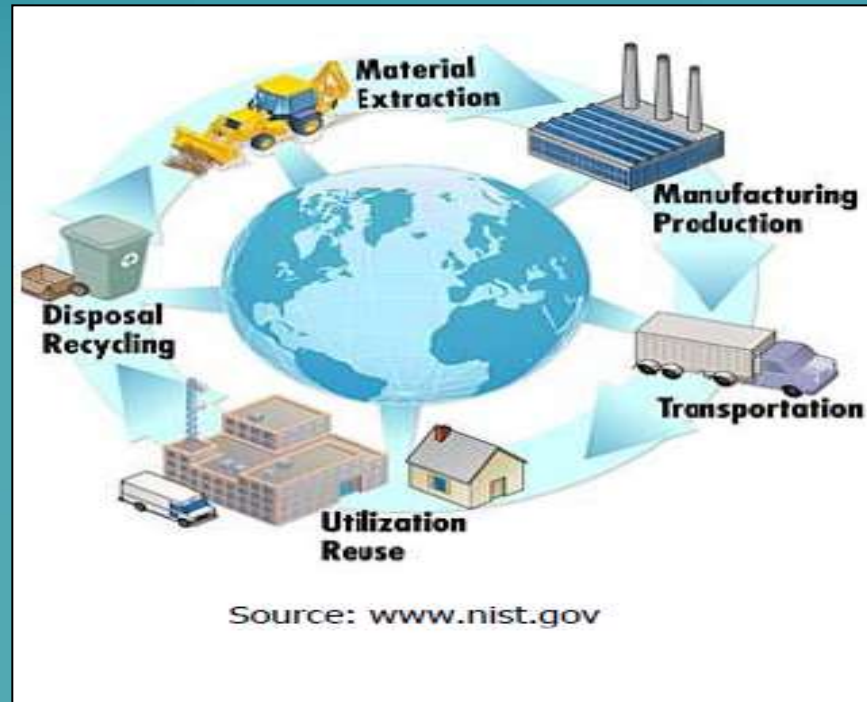 Material
Extraction
Manufacturing
Production
Transportation
Utilization
Reuse
Disposal
Recycling
Source: www.nist.gov